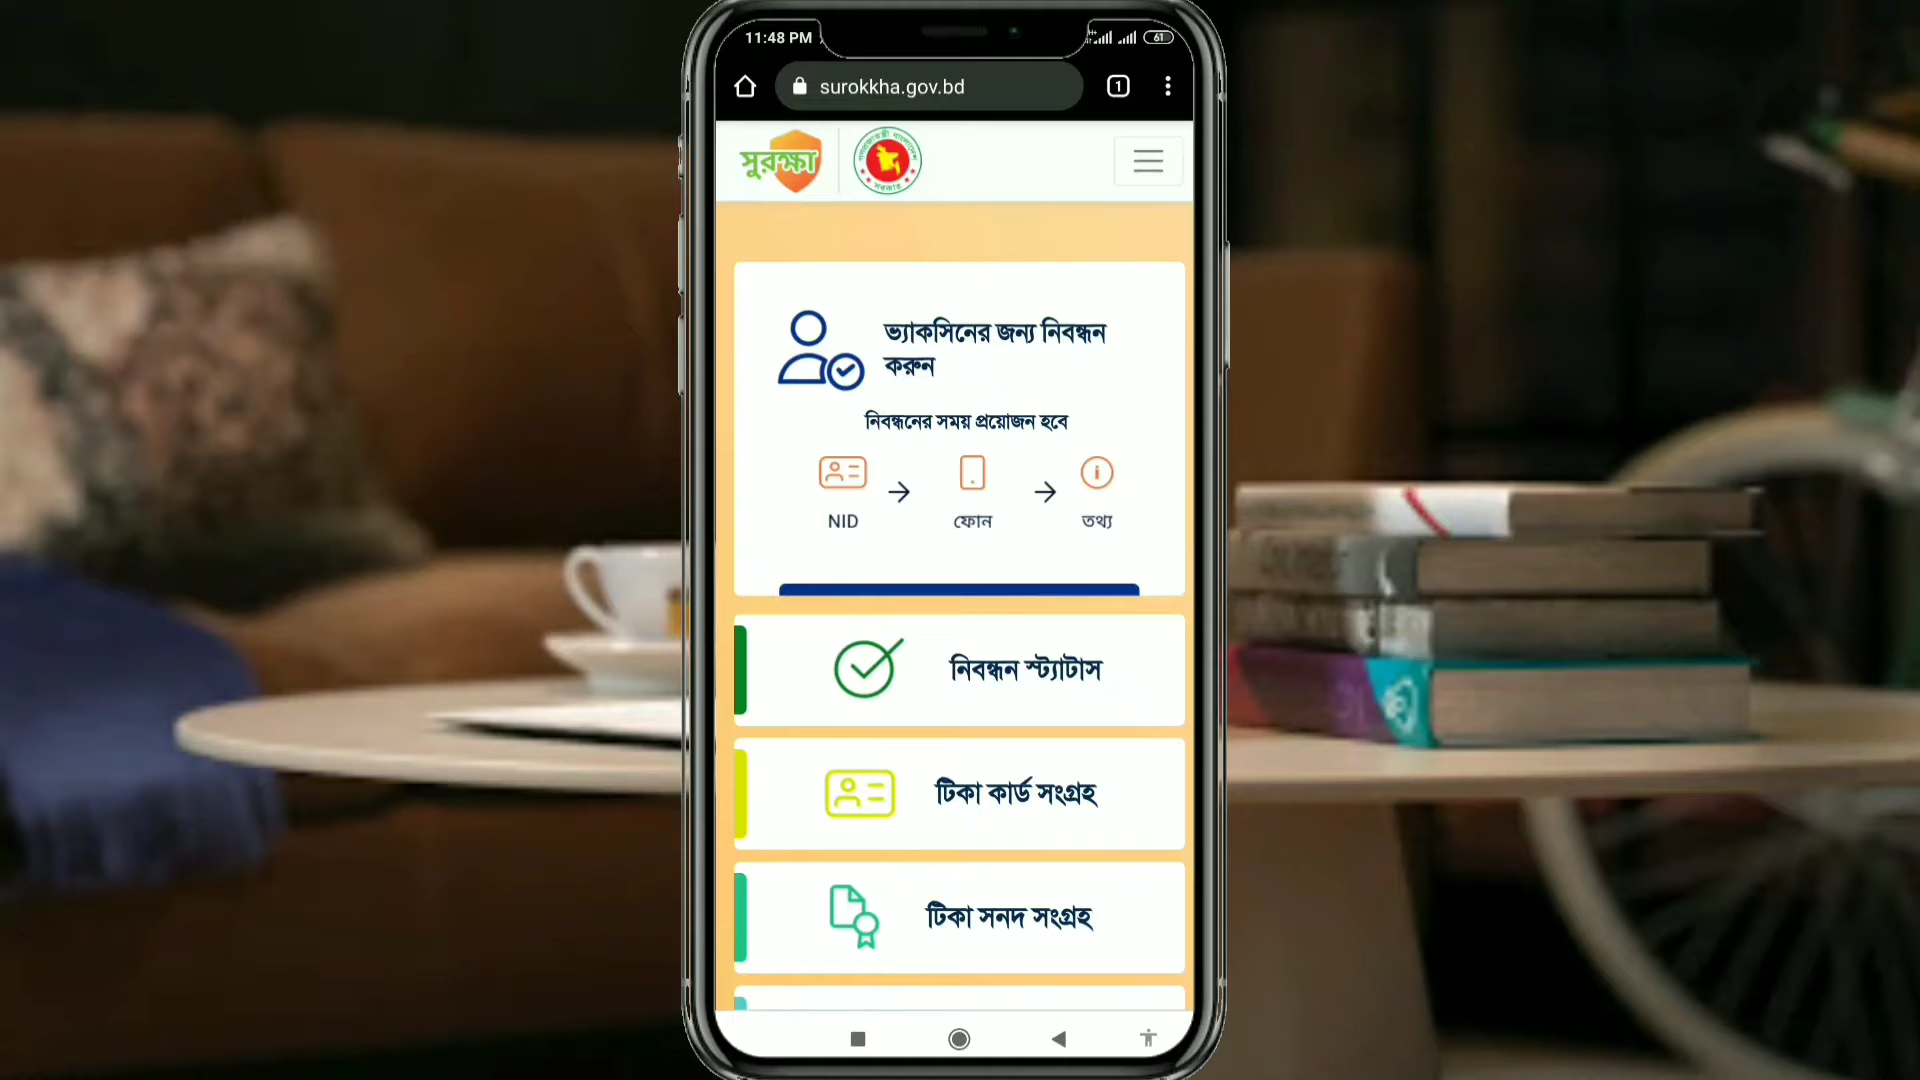 11:48 PM
61
surokkha.gov.bd
1
সুরক্ষা
ভ্যাকসিনের জন্য নিবন্ধন
করুন
নিবন্ধনের সময় প্রয়োজন হবে
NID
ফোন
তথ্য
নিবন্ধন স্ট্যাটাস
টিকা কার্ড সংগ্রহ
টিকা সনদ সংগ্রহ